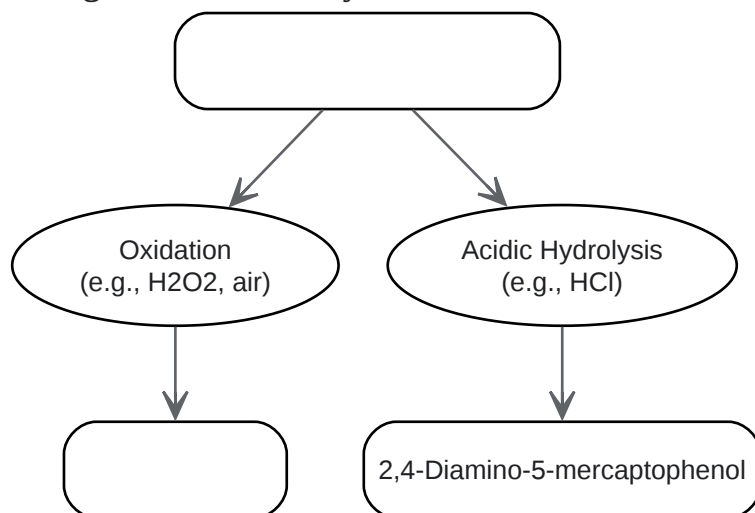 Oxidation
(e.g., H2O2, air)
Acidic Hydrolysis
(e.g., HCl)
2,4-Diamino-5-mercaptophenol